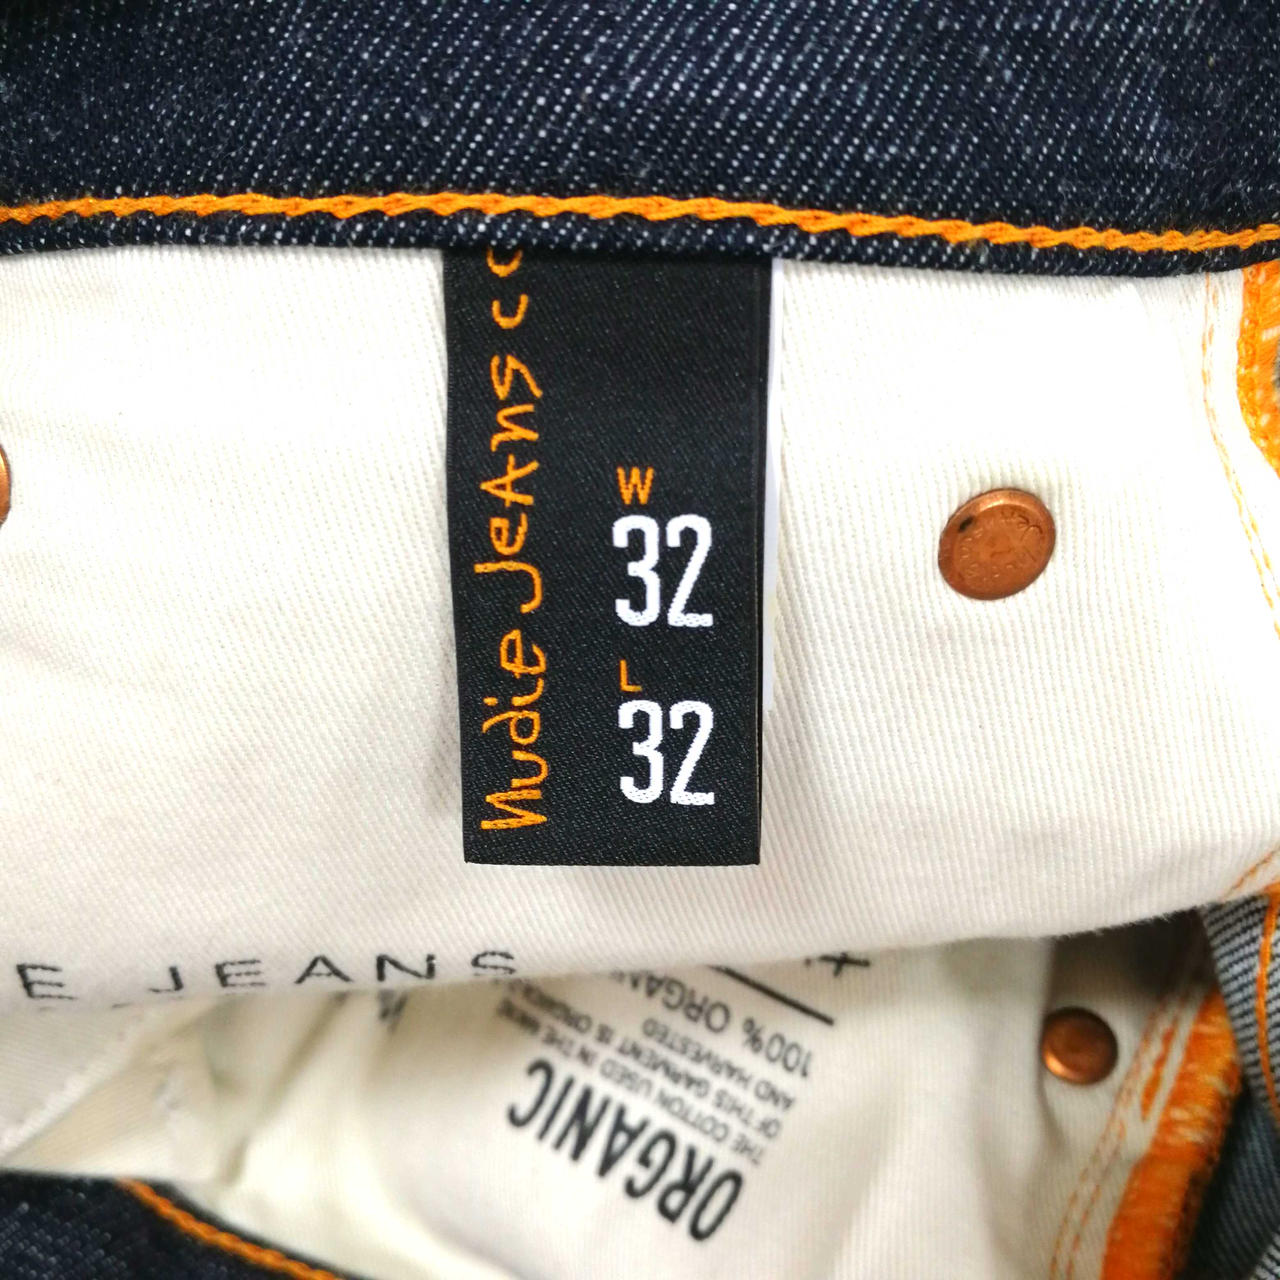 Nudie Jeans co
W
32
L
32
E JEANS
ORGANIC
THE COTTON USED IN THE
OF THIS GARMENT IS
AND HARVESTED
100%